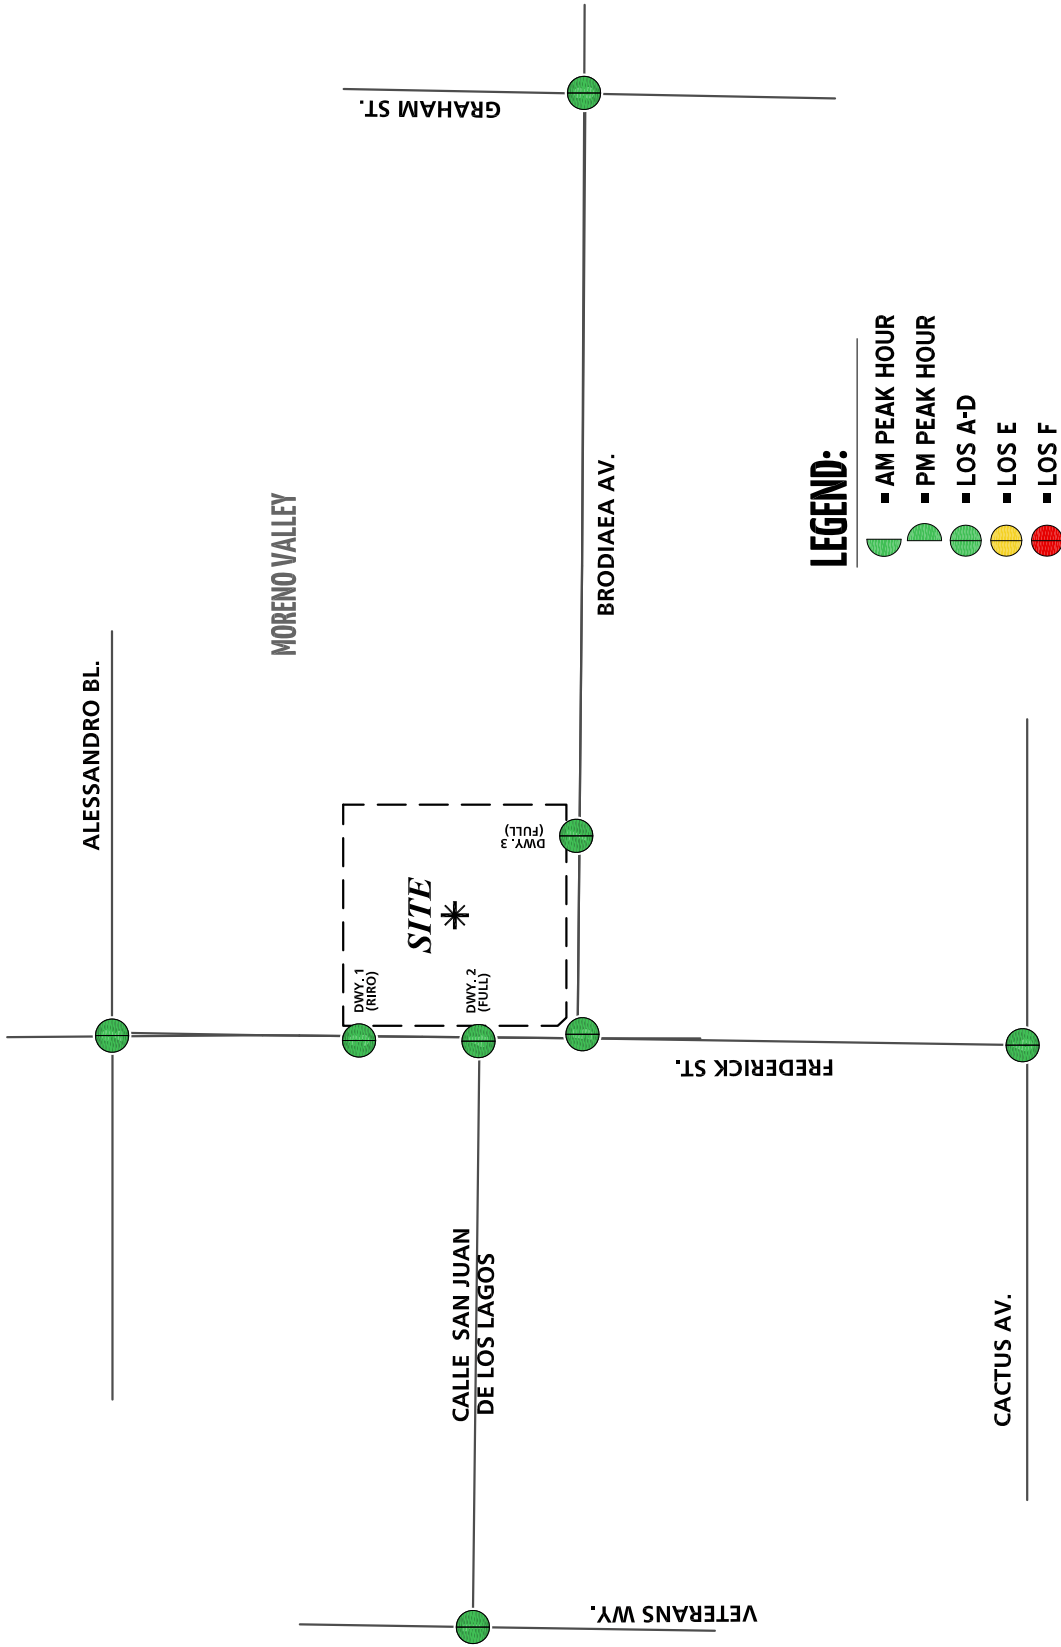 GRAHAM ST.
MORENO VALLEY
ALESSANDRO BL.
BRODIAEA AV.
SITE
DWY. 1
(RIRO)
DWY. 2
(FULL)
DWY. 3
(FULL)
FREDERICK ST.
CALLE SAN JUAN
DE LOS LAGOS
CACTUS AV.
VETERANS WY.
LEGEND:
- AM PEAK HOUR
- PM PEAK HOUR
- LOS A-D
- LOS E
- LOS F